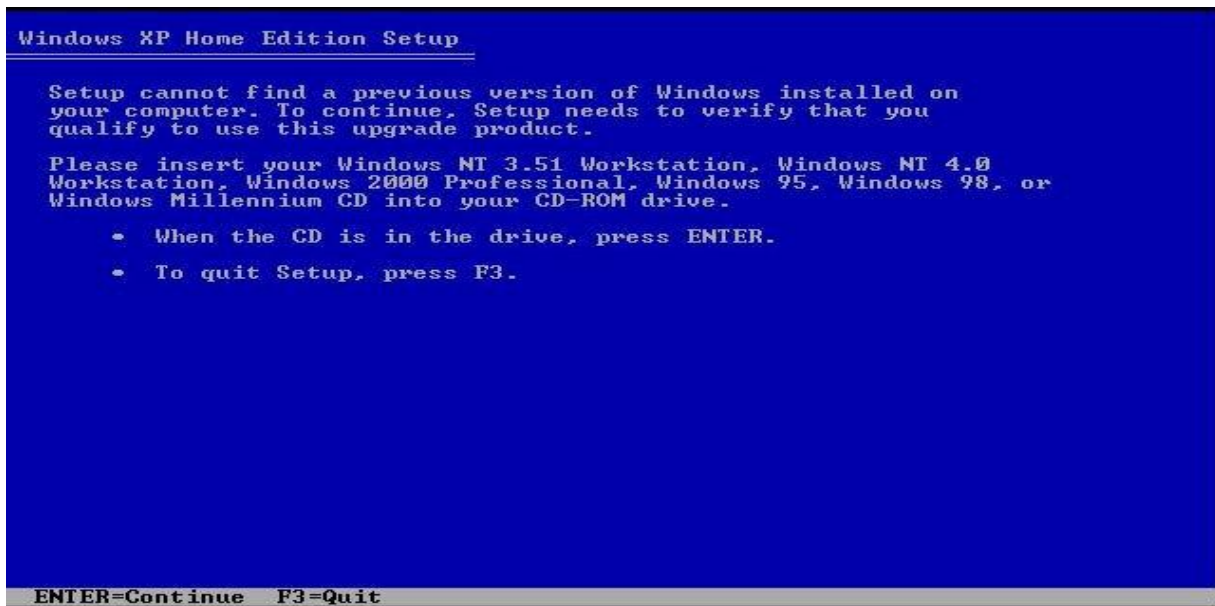 Windows XP Home Edition Setup
Setup cannot find a previous version of Windows installed on
your computer. To continue, Setup needs to verify that you
qualify to use this upgrade product.
Please insert your Windows NT 3.51 Workstation, Windows NT 4.0
Workstation, Windows 2000 Professional, Windows 95, Windows 98, or
Windows Millennium CD into your CD-ROM drive.
• When the CD is in the drive, press ENTER.
• To quit Setup, press F3.
ENTER=Continue F3=Quit